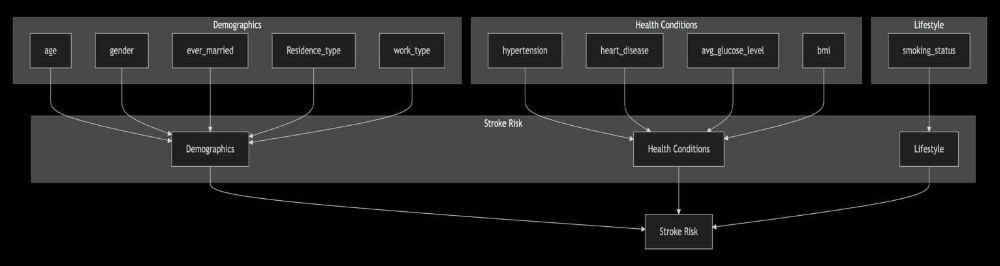 Demographics
age
gender
ever_married
Residence_type
work_type
Health Conditions
hypertension
heart_disease
avg_glucose_level
bmi
Lifestyle
smoking_status
Stroke Risk
Demographics
Health Conditions
Lifestyle
Stroke Risk